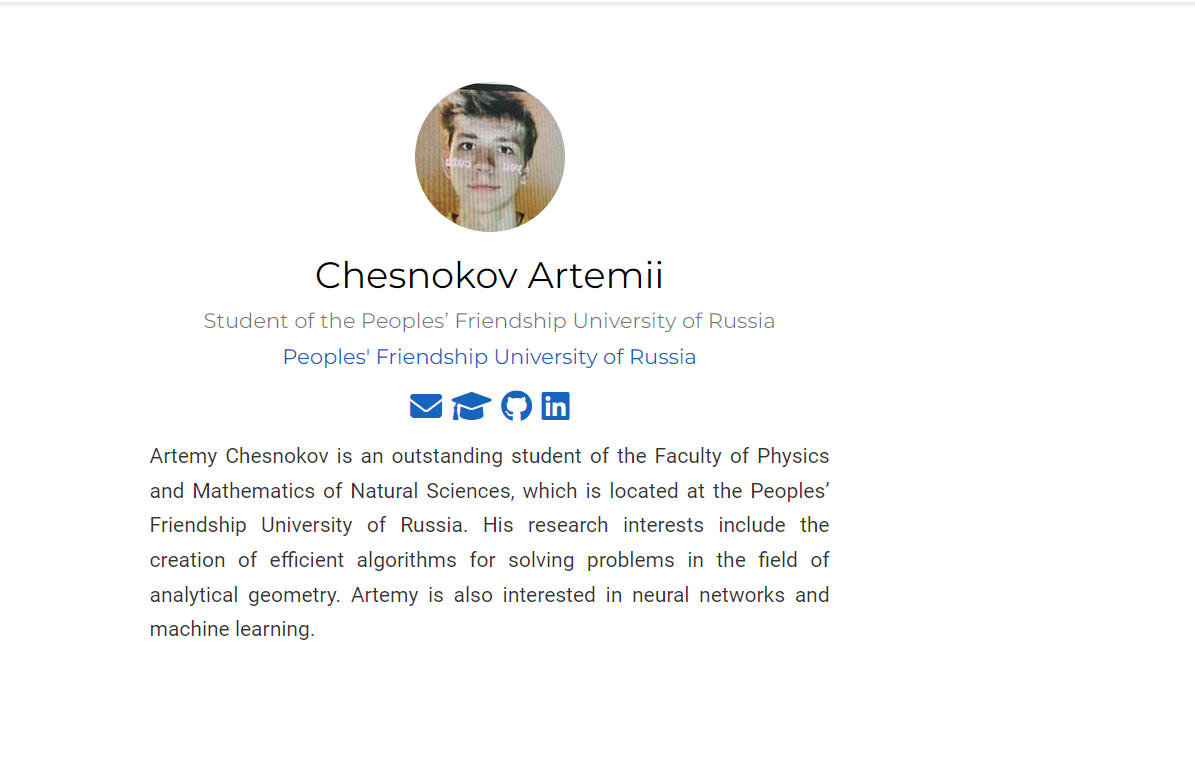 Chesnokov Artemii
Student of the Peoples’ Friendship University of Russia
Peoples' Friendship University of Russia
in
Artemy Chesnokov is an outstanding student of the Faculty of Physics
and Mathematics of Natural Sciences, which is located at the Peoples’
Friendship University of Russia. His research interests include the
creation of efficient algorithms for solving problems in the field of
analytical geometry. Artemy is also interested in neural networks and
machine learning.